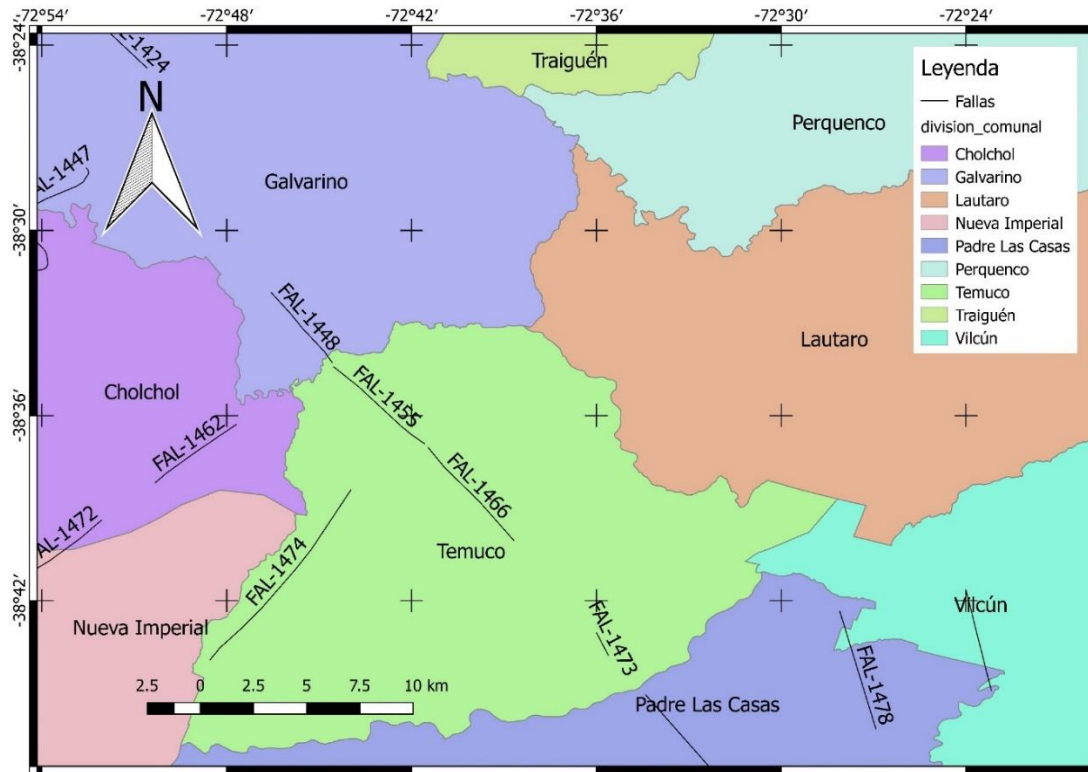 -72°54' -72°48' -72°42' -72°36' -72°30' -72°24'
-38°24'
-38°30'
-38°36'
-38°42'
N
Traiguén
Perquenco
Galvarino
Lautaro
Cholchol
Temuco
Nueva Imperial
Vilcún
Padre Las Casas
L-1424
AL-1447
FAL-1448
FAL-1455
FAL-1462
FAL-1466
AL-1472
FAL-1474
FAL-1473
FAL-1478
2.5 0 2.5 5 7.5 10 km
Leyenda
Fallas
division_comunal
Cholchol
Galvarino
Lautaro
Nueva Imperial
Padre Las Casas
Perquenco
Temuco
Traiguén
Vilcún